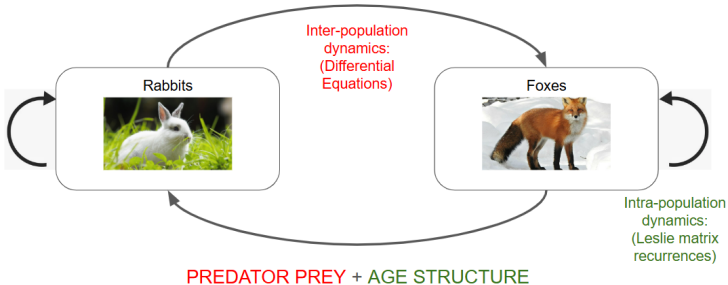 Inter-population
dynamics:
(Differential
Equations)
Rabbits
Foxes
Intra-population
dynamics:
(Leslie matrix
recurrences)
PREDATOR PREY + AGE STRUCTURE